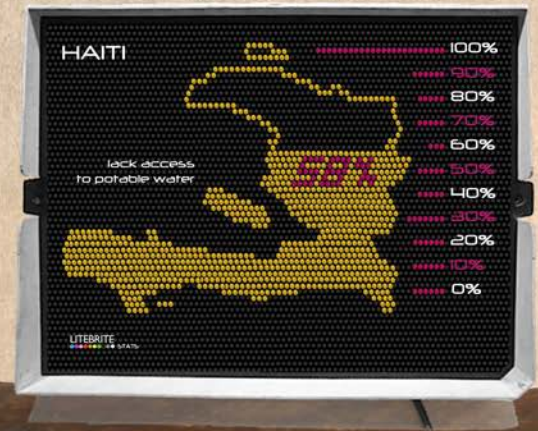 HAITI
100%
90%
80%
70%
60%
50%
40%
30%
20%
10%
0%
58%
lack access
to potable water
LITEBRITE
STATS